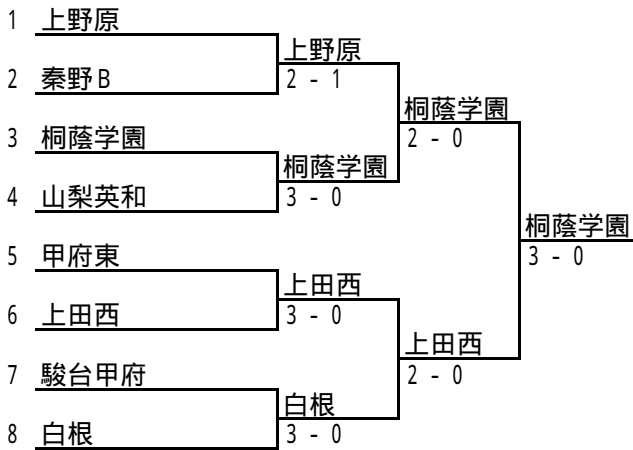 1 上野原
上野原
2 秦野B
2 - 1
桐蔭学園
3 桐蔭学園
2 - 0
桐蔭学園
4 山梨英和
3 - 0
桐蔭学園
5 甲府東
3 - 0
上田西
6 上田西
3 - 0
上田西
7 駿台甲府
2 - 0
白根
8 白根
3 - 0